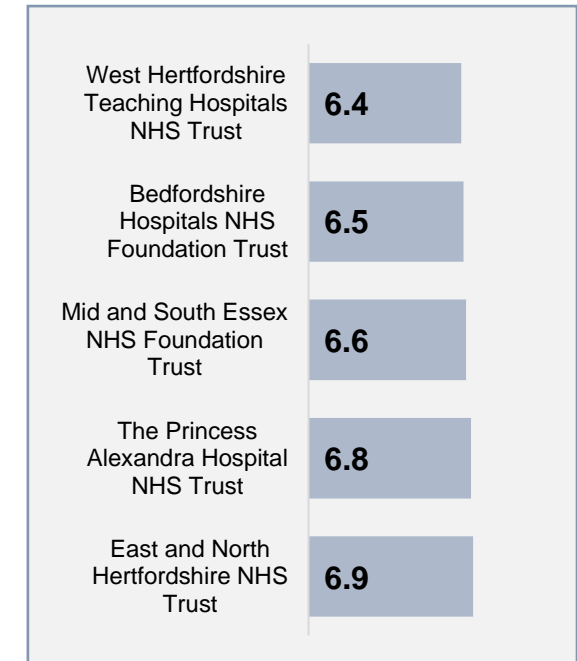 West Hertfordshire
Teaching Hospitals
NHS Trust
6.4
Bedfordshire
Hospitals NHS
Foundation Trust
6.5
Mid and South Essex
NHS Foundation
Trust
6.6
The Princess
Alexandra Hospital
NHS Trust
6.8
East and North
Hertfordshire NHS
Trust
6.9